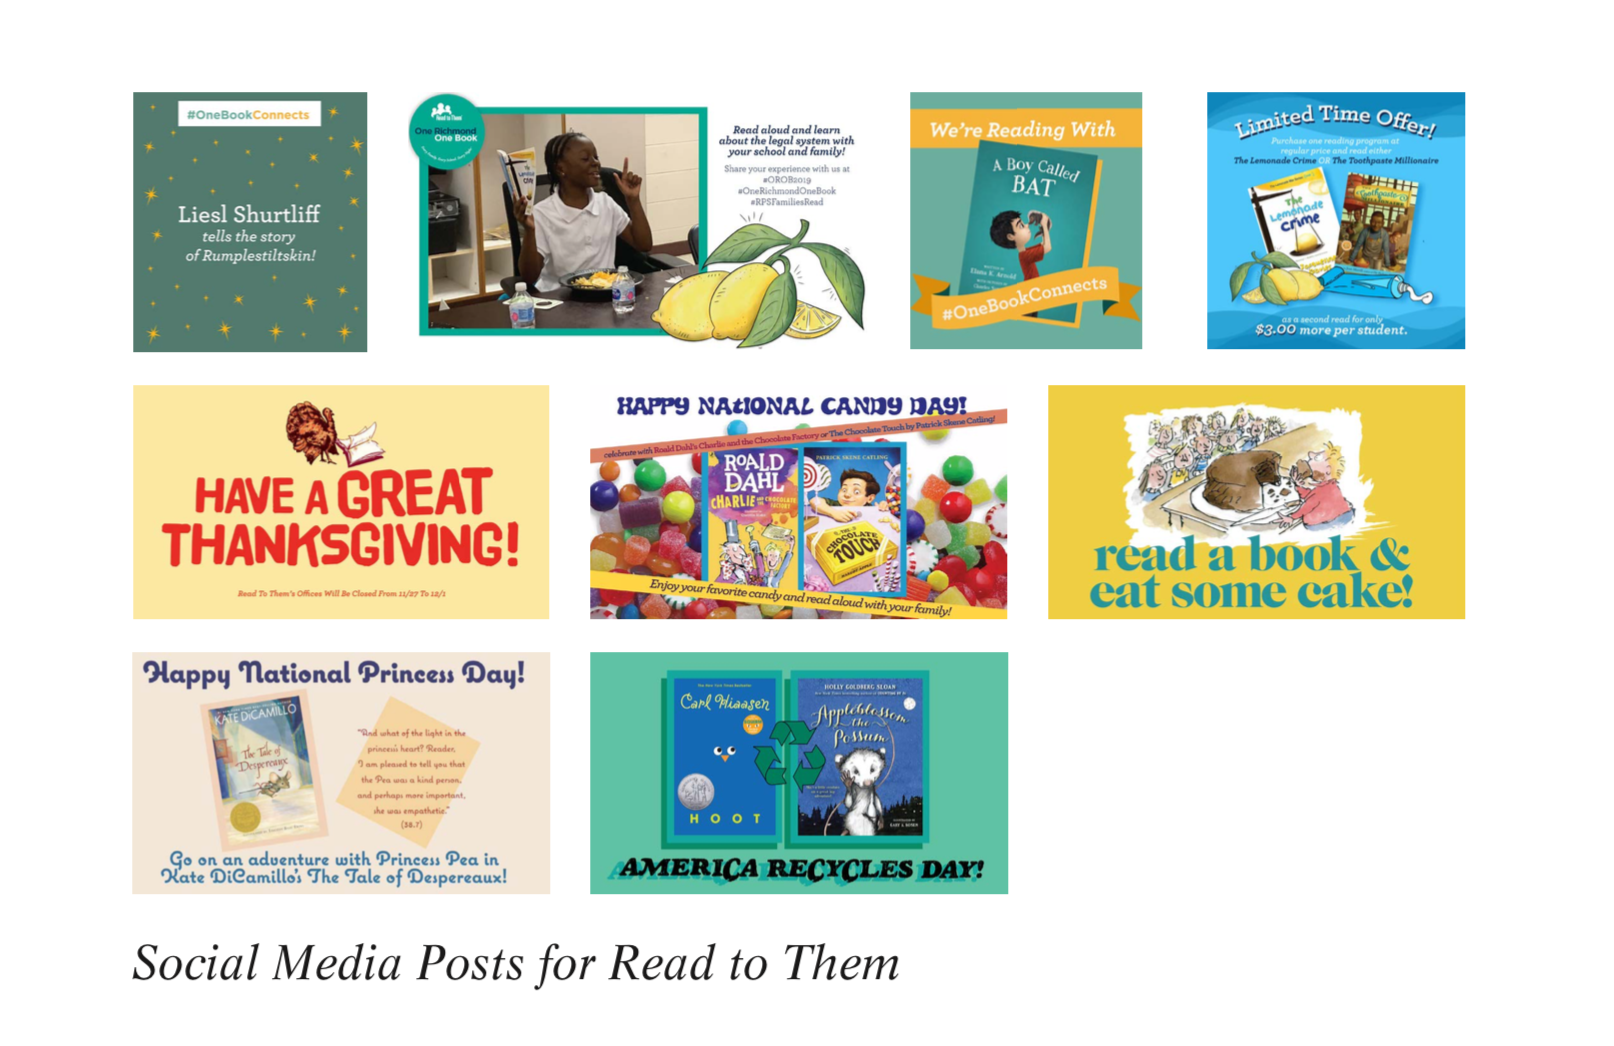 #OneBookConnects
Liesl Shurtliff
tells the story
of Rumplestiltskin!
Read to Them
One Richmond
One Book
Read aloud and learn
about the legal system with
your school and family!
Share your experience with us at
#OROB2019
#OneRichmondOneBook
#RPSFamiliesRead
We're Reading With
A Boy Called
BAT
Elana K. Arnold
#OneBookConnects
Limited Time Offer!
Purchase one reading program at
regular price and read either
The Lemonade Crime OR The Toothpaste Millionaire
The
Lemonade
Crime
as a second read for only
$3.00 more per student.
HAVE A GREAT
THANKSGIVING!
Read To Them's Offices Will Be Closed From 11/27 To 12/1
HAPPY NATIONAL CANDY DAY!
celebrate with Roald Dahl's Charlie and the Chocolate Factory or The Chocolate Touch by Patrick Skene Catling!
ROALD
DAHL
CHARLIE AND THE CHOCOLATE
FACTORY
PATRICK SKENE CATLING
THE
CHOCOLATE
TOUCH
Enjoy your favorite candy and read aloud with your family!
read a book &
eat some cake!
Happy National Princess Day!
KATE DiCAMILLO
The Tale of
Despereaux
"And what of the light in the
princess's heart? Reader,
I am pleased to tell you that
the Pea was a kind person,
and perhaps more important,
she was empathetic."
(38.7)
Go on an adventure with Princess Pea in
Kate DiCamillo's The Tale of Despereaux!
Carl Hiaasen
HOOT
HOLLY GOLDBERG SLOAN
Appleblossom
the
Possum
AMERICA RECYCLES DAY!
Social Media Posts for Read to Them